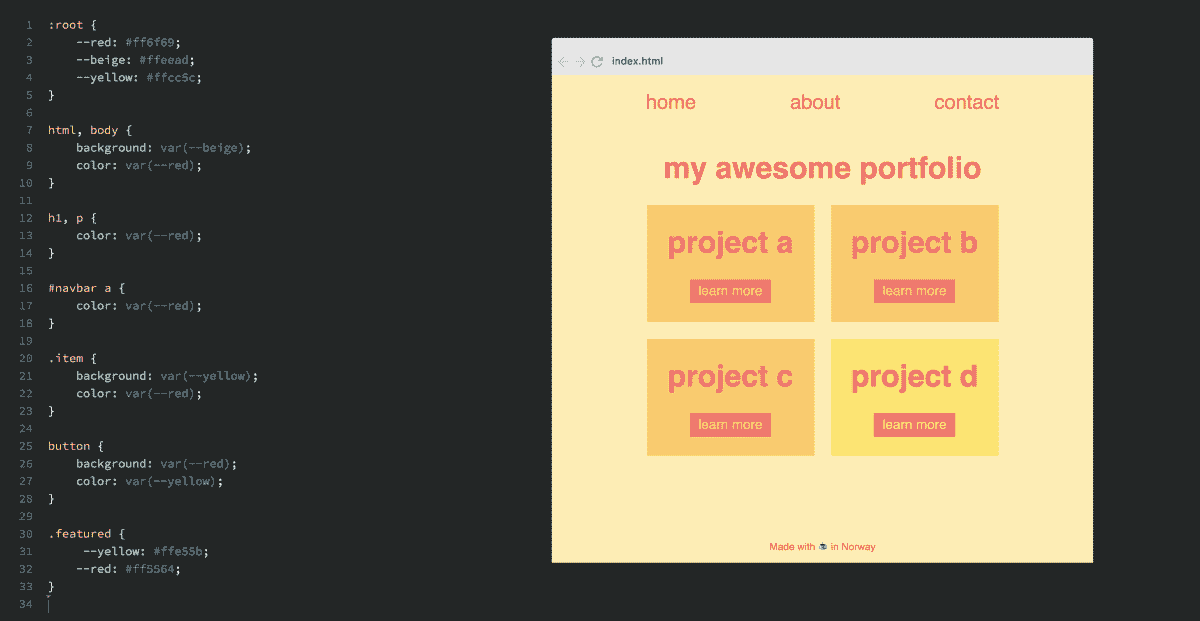 1 :root {
2 --red: #ff6f69;
3 --beige: #ffeead;
4 --yellow: #ffcc5c;
5 }
6
7 html, body {
8 background: var(--beige);
9 color: var(--red);
10 }
11
12 h1, p {
13 color: var(--red);
14 }
15
16 #navbar a {
17 color: var(--red);
18 }
19
20 .item {
21 background: var(--yellow);
22 color: var(--red);
23 }
24
25 button {
26 background: var(--red);
27 color: var(--yellow);
28 }
29
30 .featured {
31 --yellow: #ffe55b;
32 --red: #ff5564;
33 }
34
index.html
home about contact
my awesome portfolio
project a project b
learn more learn more
project c project d
learn more learn more
Made with in Norway